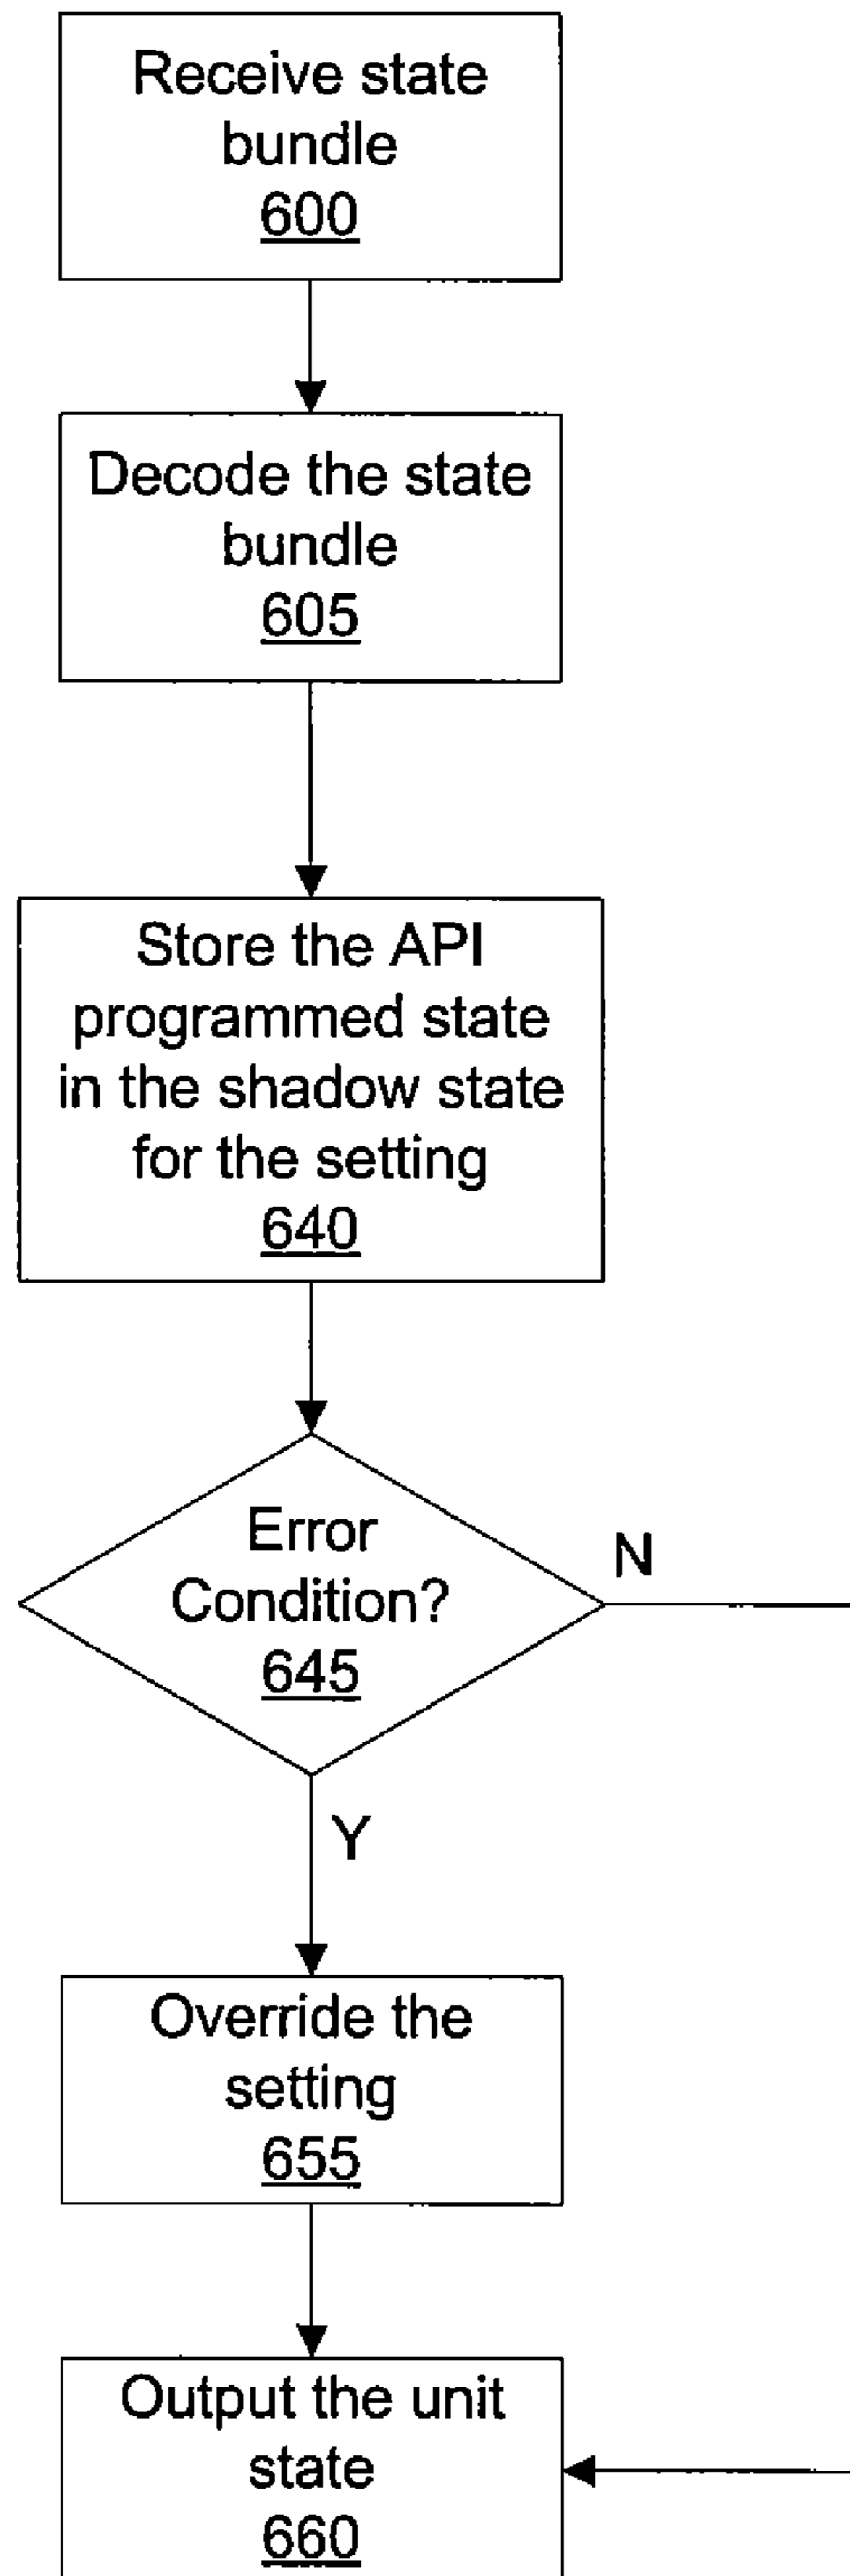 Receive state
bundle
600
Decode the state
bundle
605
Store the API
programmed state
in the shadow state
for the setting
640
Error
Condition?
645
N
Y
Override the
setting
655
Output the unit
state
660